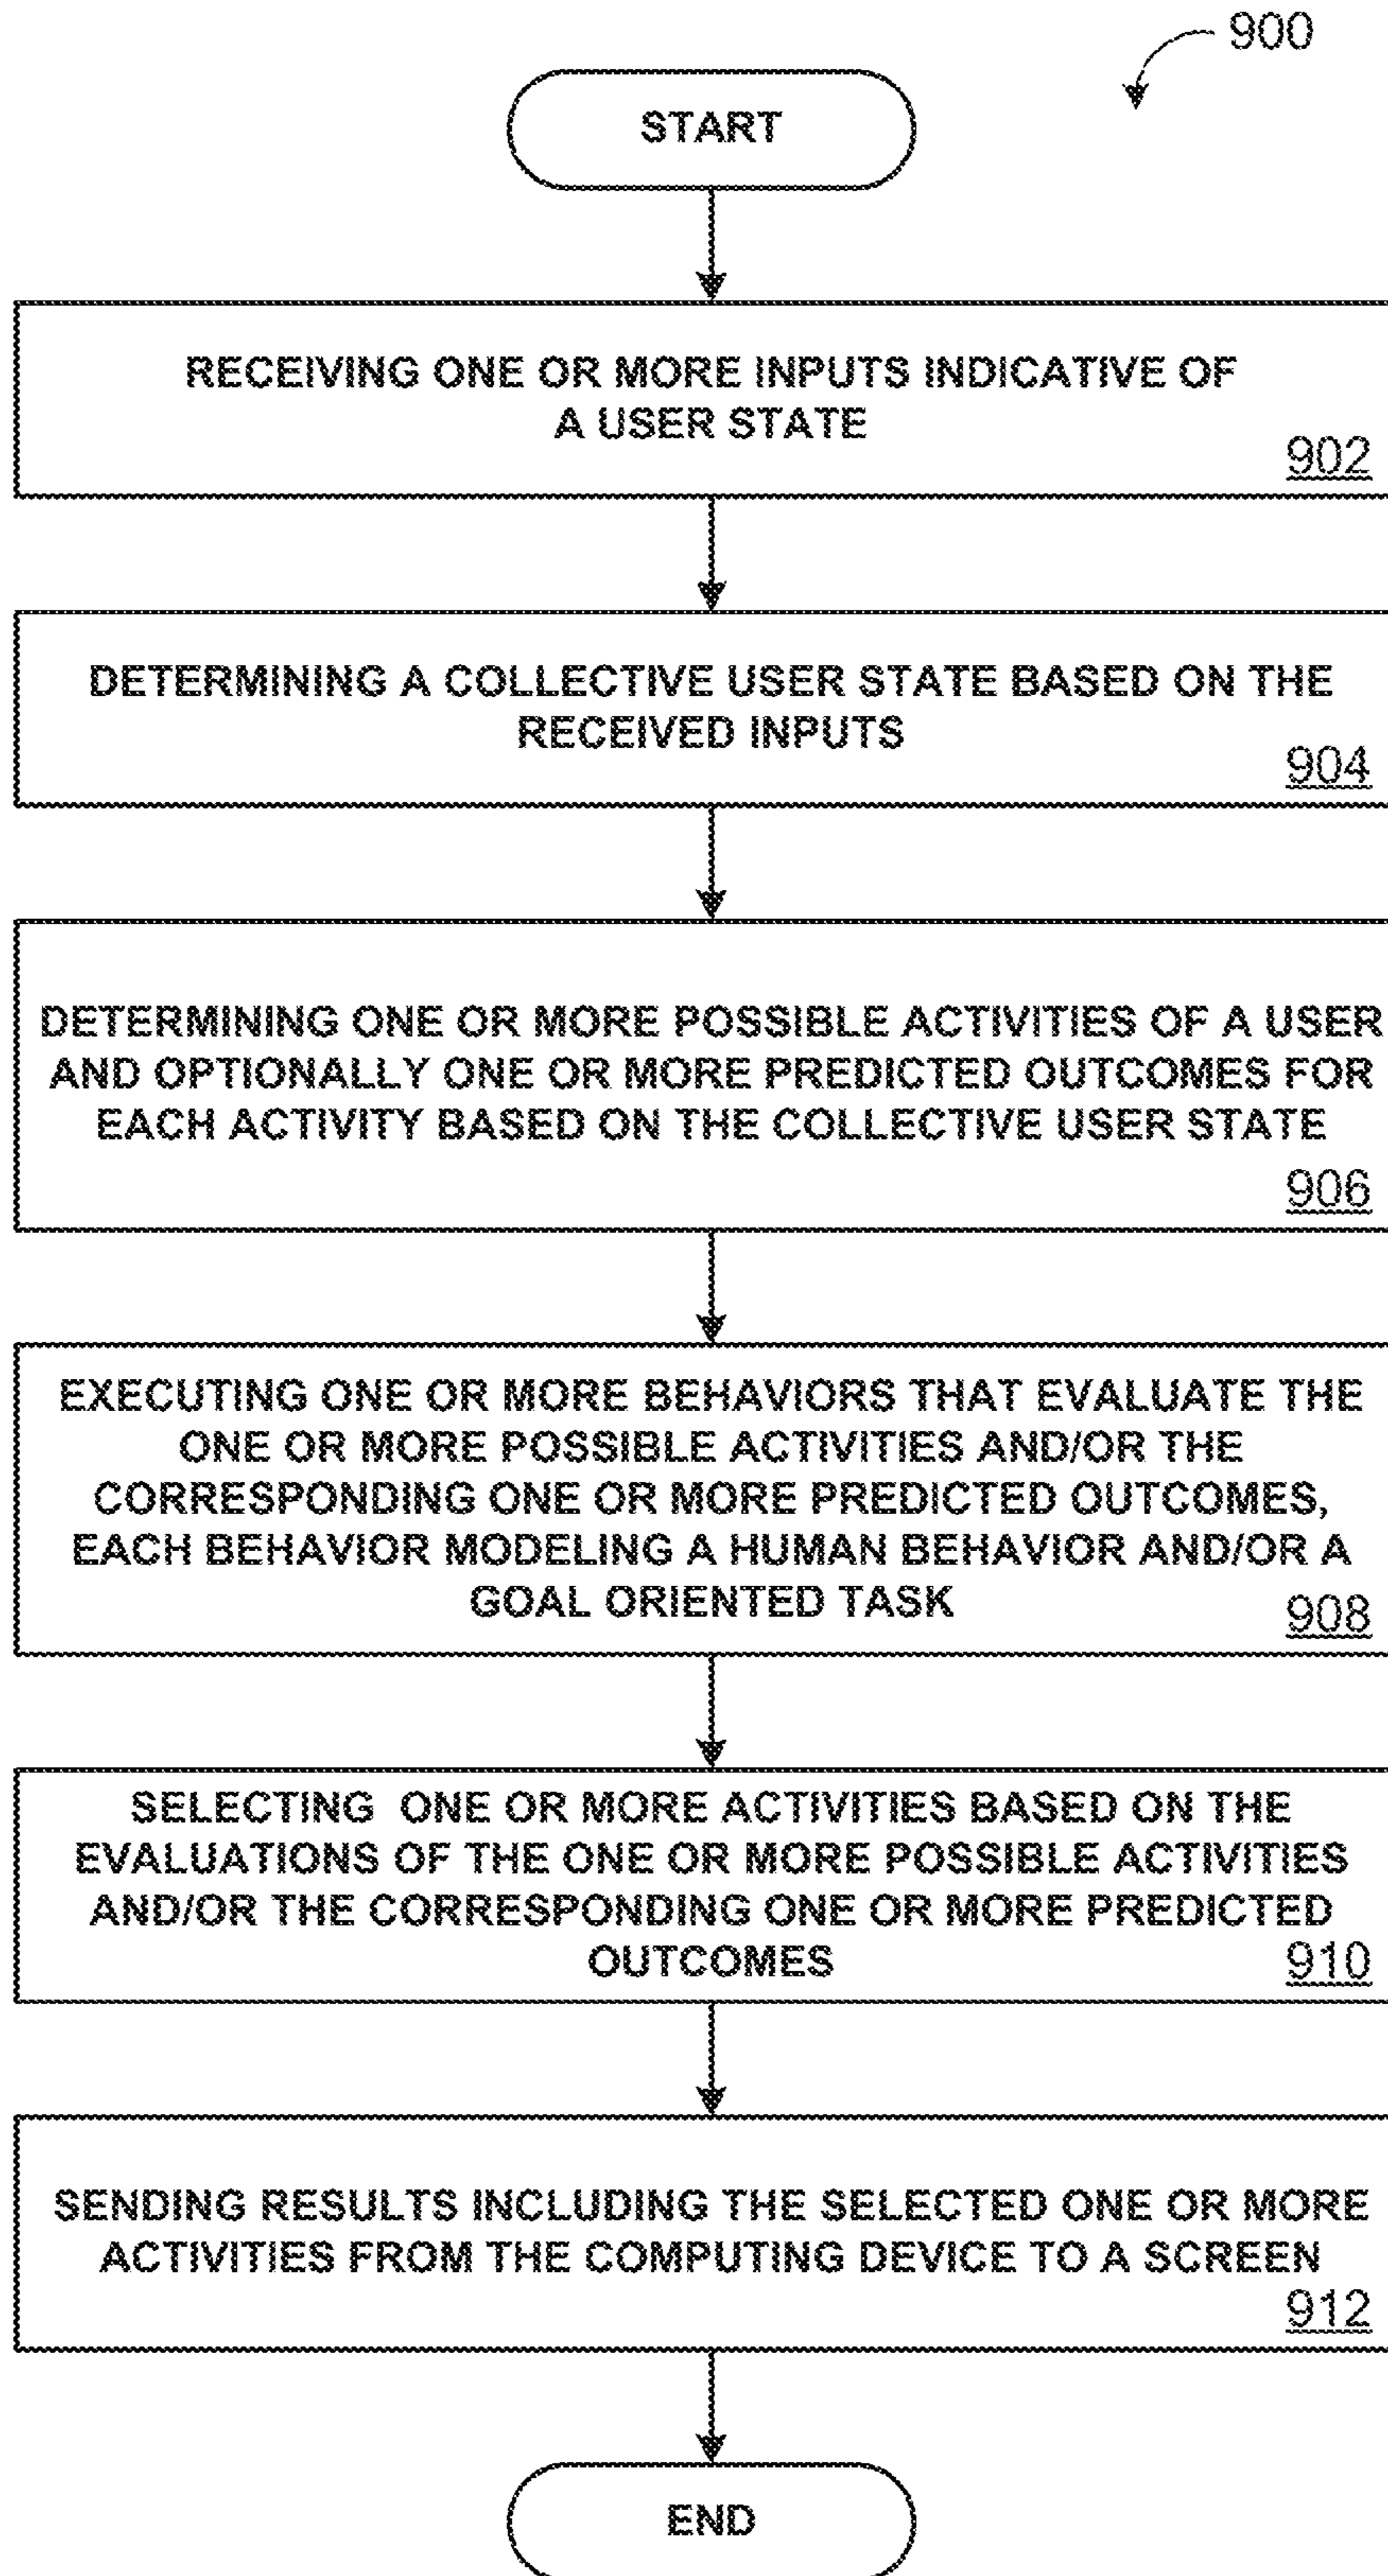 900
START
RECEIVING ONE OR MORE INPUTS INDICATIVE OF
A USER STATE
902
DETERMINING A COLLECTIVE USER STATE BASED ON THE
RECEIVED INPUTS
904
DETERMINING ONE OR MORE POSSIBLE ACTIVITIES OF A USER
AND OPTIONALLY ONE OR MORE PREDICTED OUTCOMES FOR
EACH ACTIVITY BASED ON THE COLLECTIVE USER STATE
906
EXECUTING ONE OR MORE BEHAVIORS THAT EVALUATE THE
ONE OR MORE POSSIBLE ACTIVITIES AND/OR THE
CORRESPONDING ONE OR MORE PREDICTED OUTCOMES,
EACH BEHAVIOR MODELING A HUMAN BEHAVIOR AND/OR A
GOAL ORIENTED TASK
908
SELECTING ONE OR MORE ACTIVITIES BASED ON THE
EVALUATIONS OF THE ONE OR MORE POSSIBLE ACTIVITIES
AND/OR THE CORRESPONDING ONE OR MORE PREDICTED
OUTCOMES
910
SENDING RESULTS INCLUDING THE SELECTED ONE OR MORE
ACTIVITIES FROM THE COMPUTING DEVICE TO A SCREEN
912
END